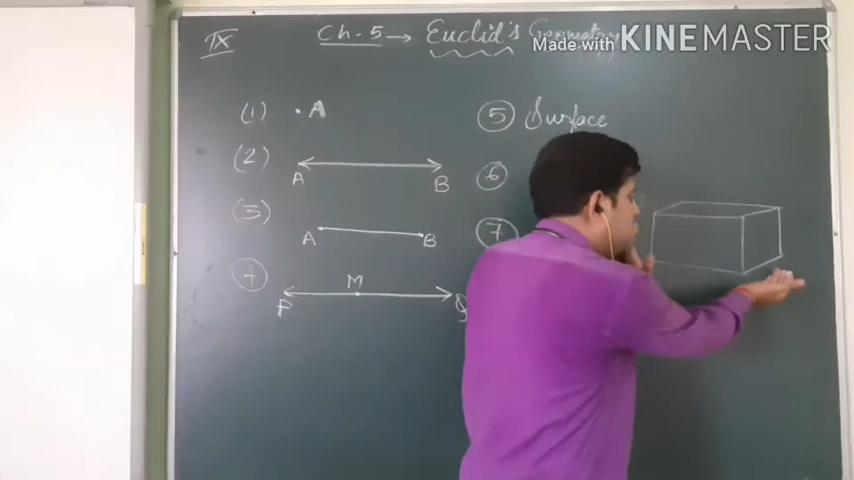 IX
Ch-5 → Euclid's Geometry
Made with KINEMASTER
(1) • A
(2) A B
(3) A B
(4) P M Q
(5) Surface
(6)
(7)